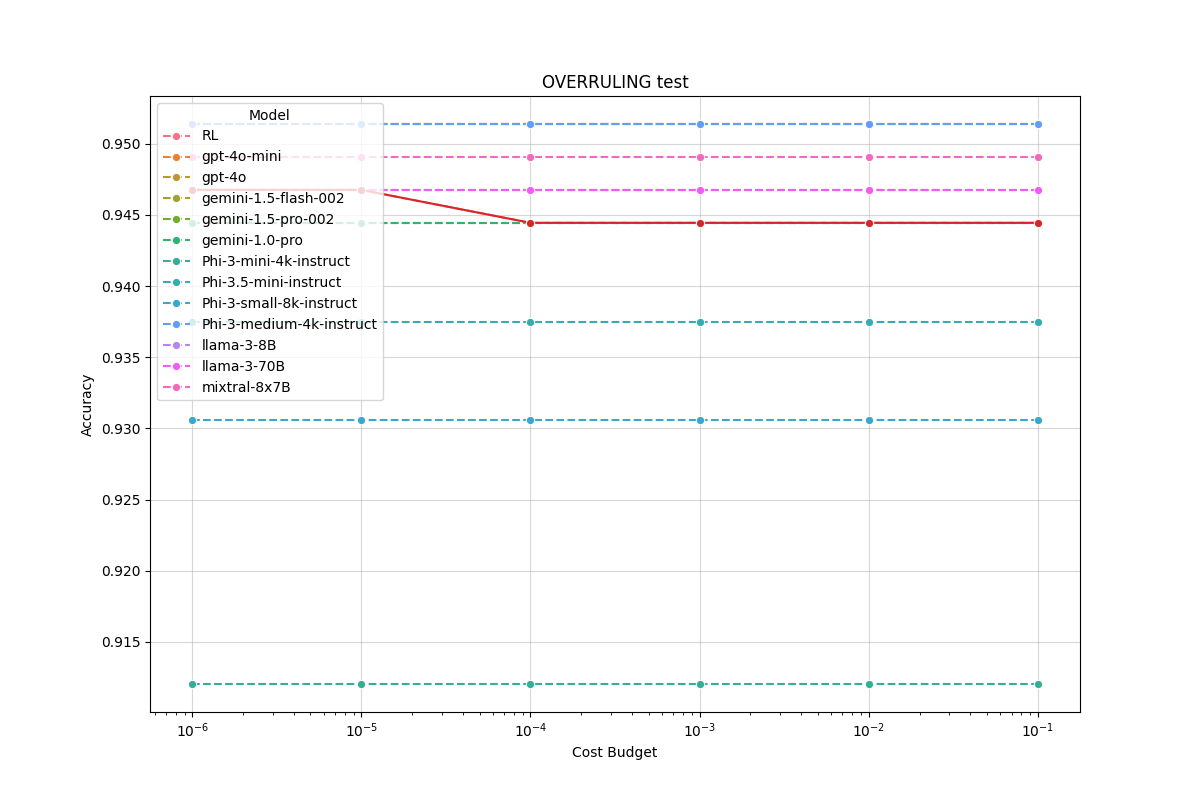 OVERRULING test
Model
RL
gpt-4o-mini
gpt-4o
gemini-1.5-flash-002
gemini-1.5-pro-002
gemini-1.0-pro
Phi-3-mini-4k-instruct
Phi-3.5-mini-instruct
Phi-3-small-8k-instruct
Phi-3-medium-4k-instruct
llama-3-8B
llama-3-70B
mixtral-8x7B
Accuracy
0.950
0.945
0.940
0.935
0.930
0.925
0.920
0.915
10⁻⁶ 10⁻⁵ 10⁻⁴ 10⁻³ 10⁻² 10⁻¹
Cost Budget